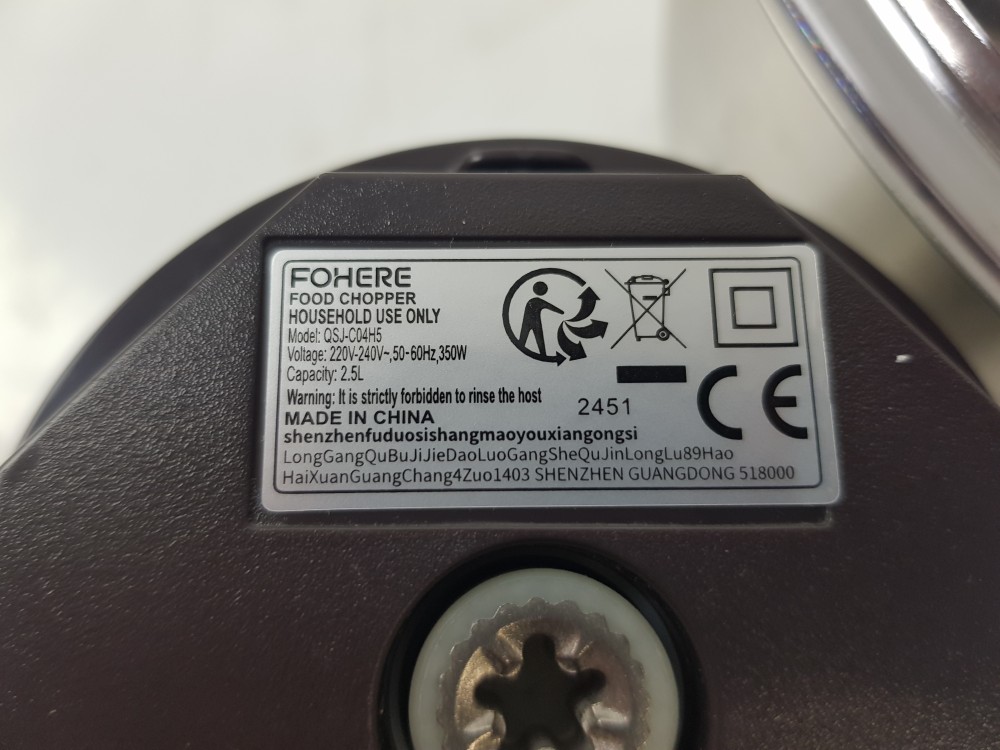 FOHERE
FOOD CHOPPER
HOUSEHOLD USE ONLY
Model: QSJ-C04H5
Voltage: 220V-240V~,50-60Hz,350W
Capacity: 2.5L
Warning: It is strictly forbidden to rinse the host
2451
CE
MADE IN CHINA
shenzhenfuduosishangmaoyouxiangongsi
LongGangQuBuJiJieDaoLuoGangSheQuJinLongLu89Hao
HaiXuanGuangChang4Zuo1403 SHENZHEN GUANGDONG 518000